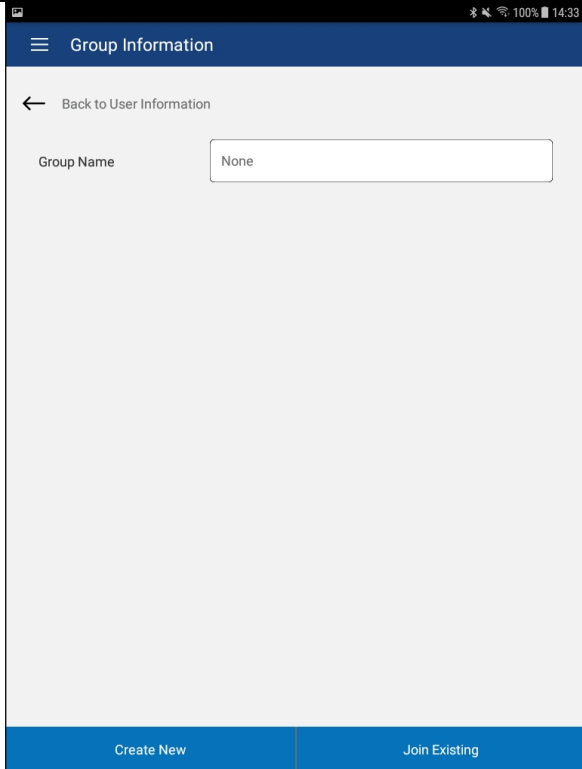 100% 14:33
Group Information
Back to User Information
Group Name None
Create New Join Existing